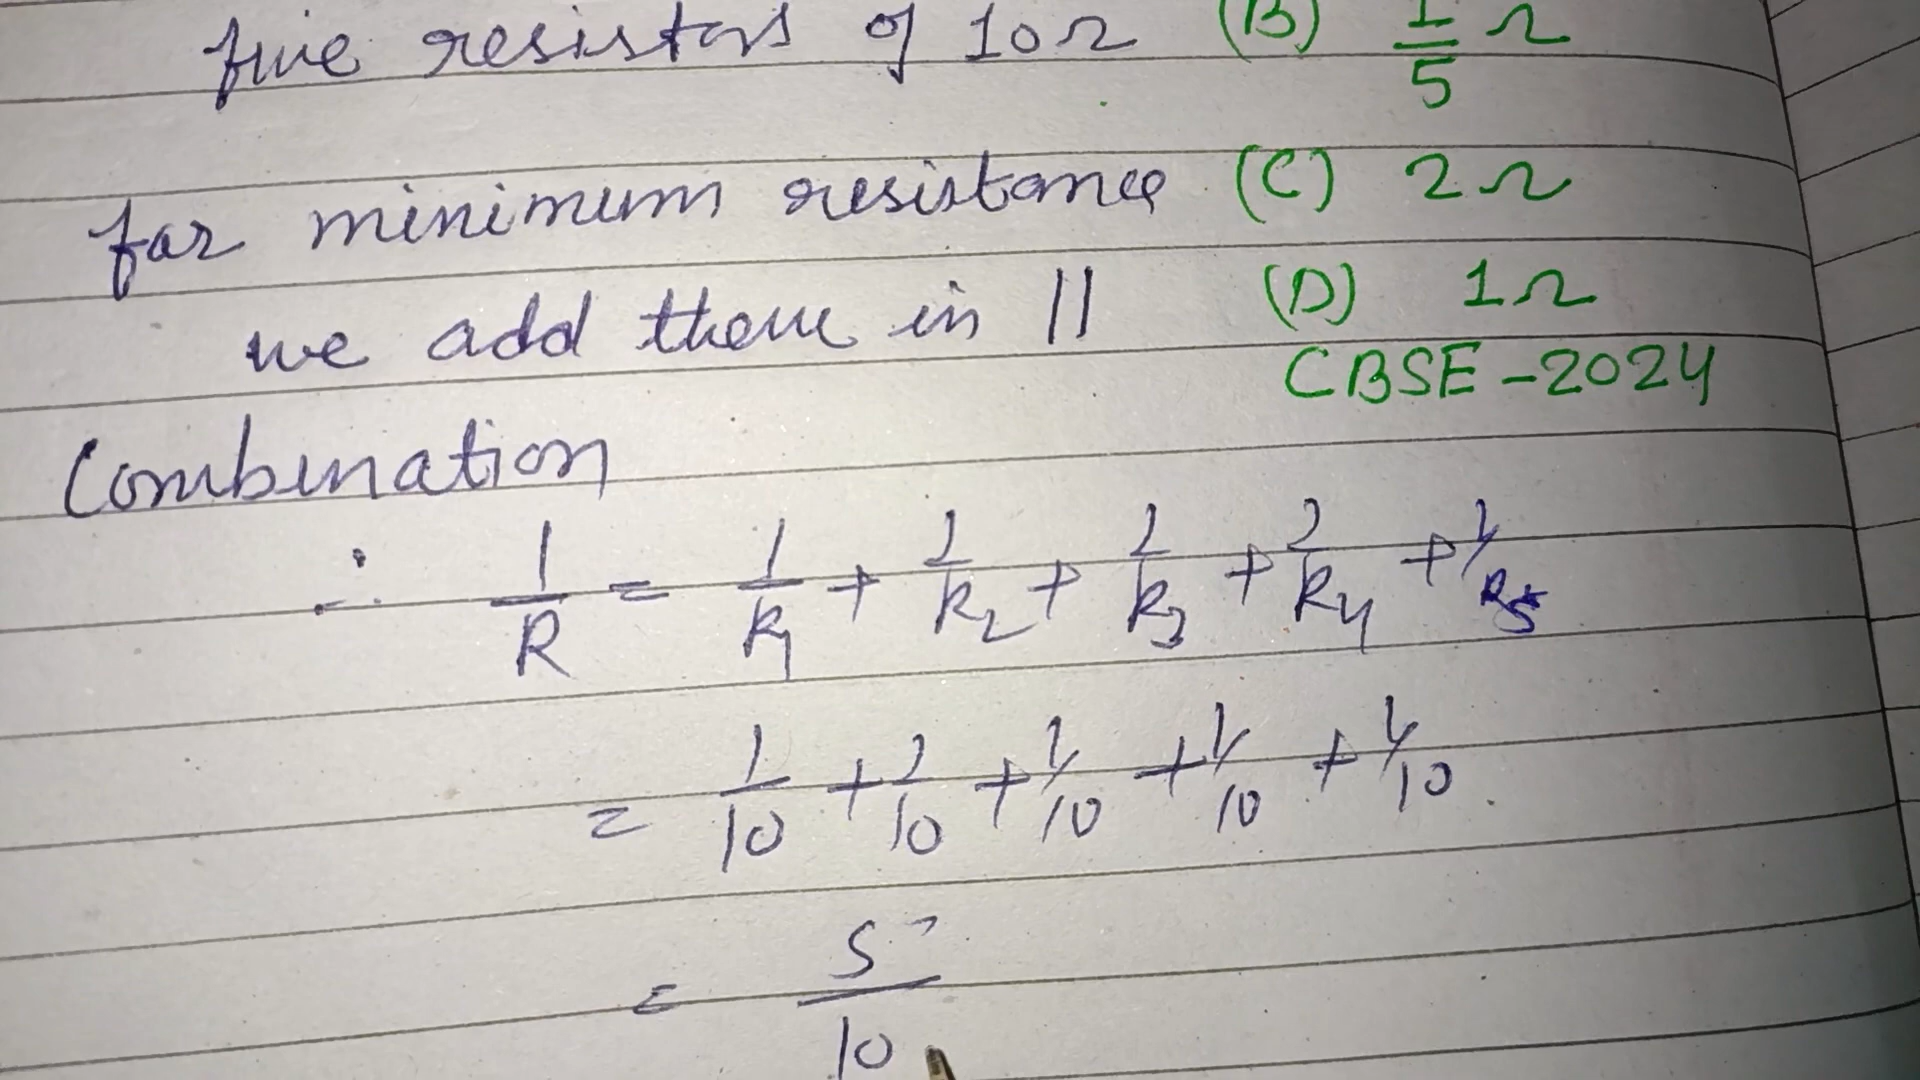 five resistors of 10Ω (B) 1/5 Ω
for minimum resistance (C) 2Ω
we add them in || (D) 1Ω
CBSE-2024
Combination
∴ 1/R = 1/R₁ + 1/R₂ + 1/R₃ + 1/R₄ + 1/R₅
= 1/10 + 1/10 + 1/10 + 1/10 + 1/10
= 5/10